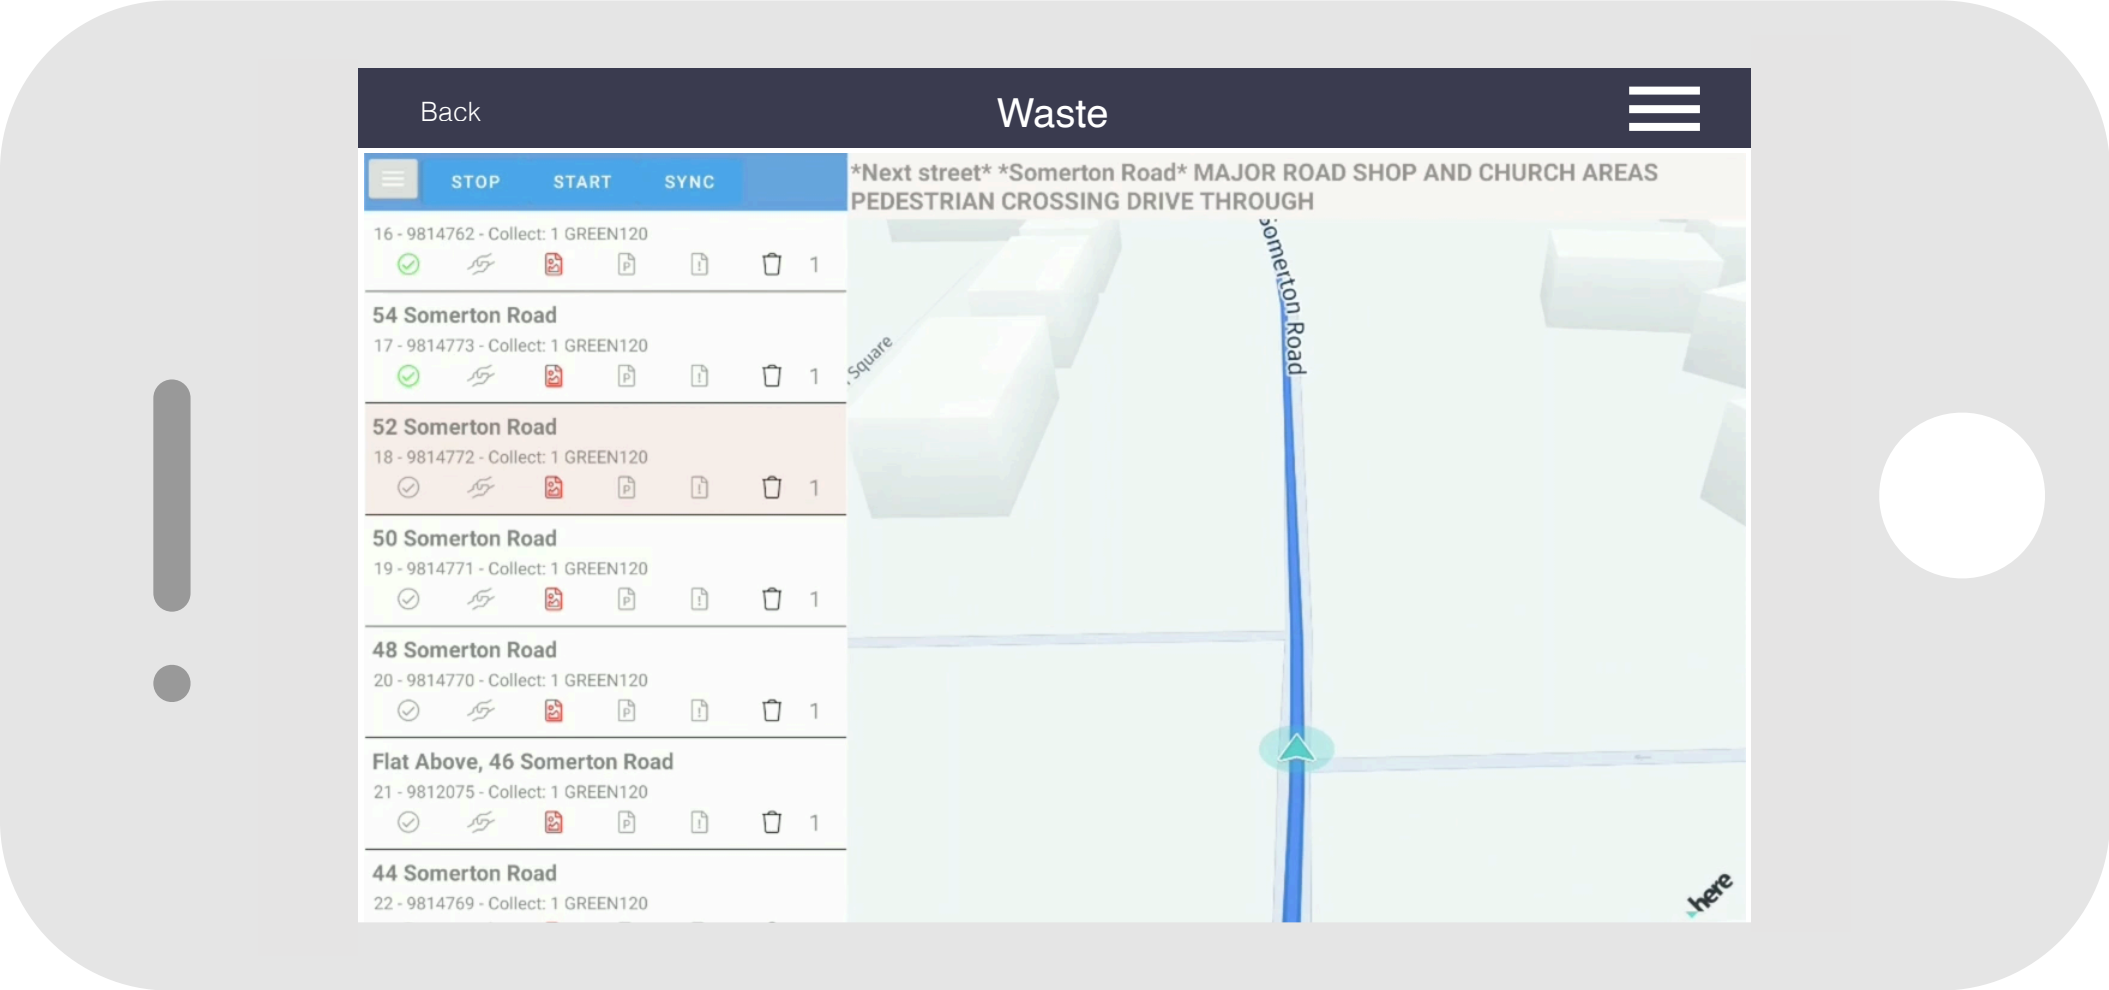 Back
Waste
STOP START SYNC
*Next street* *Somerton Road* MAJOR ROAD SHOP AND CHURCH AREAS
PEDESTRIAN CROSSING DRIVE THROUGH
16 - 9814762 - Collect: 1 GREEN120
P ! 1
54 Somerton Road
17 - 9814773 - Collect: 1 GREEN120
P ! 1
52 Somerton Road
18 - 9814772 - Collect: 1 GREEN120
P ! 1
50 Somerton Road
19 - 9814771 - Collect: 1 GREEN120
P ! 1
48 Somerton Road
20 - 9814770 - Collect: 1 GREEN120
P ! 1
Flat Above, 46 Somerton Road
21 - 9812075 - Collect: 1 GREEN120
P ! 1
44 Somerton Road
22 - 9814769 - Collect: 1 GREEN120
Somerton Road
Square
here